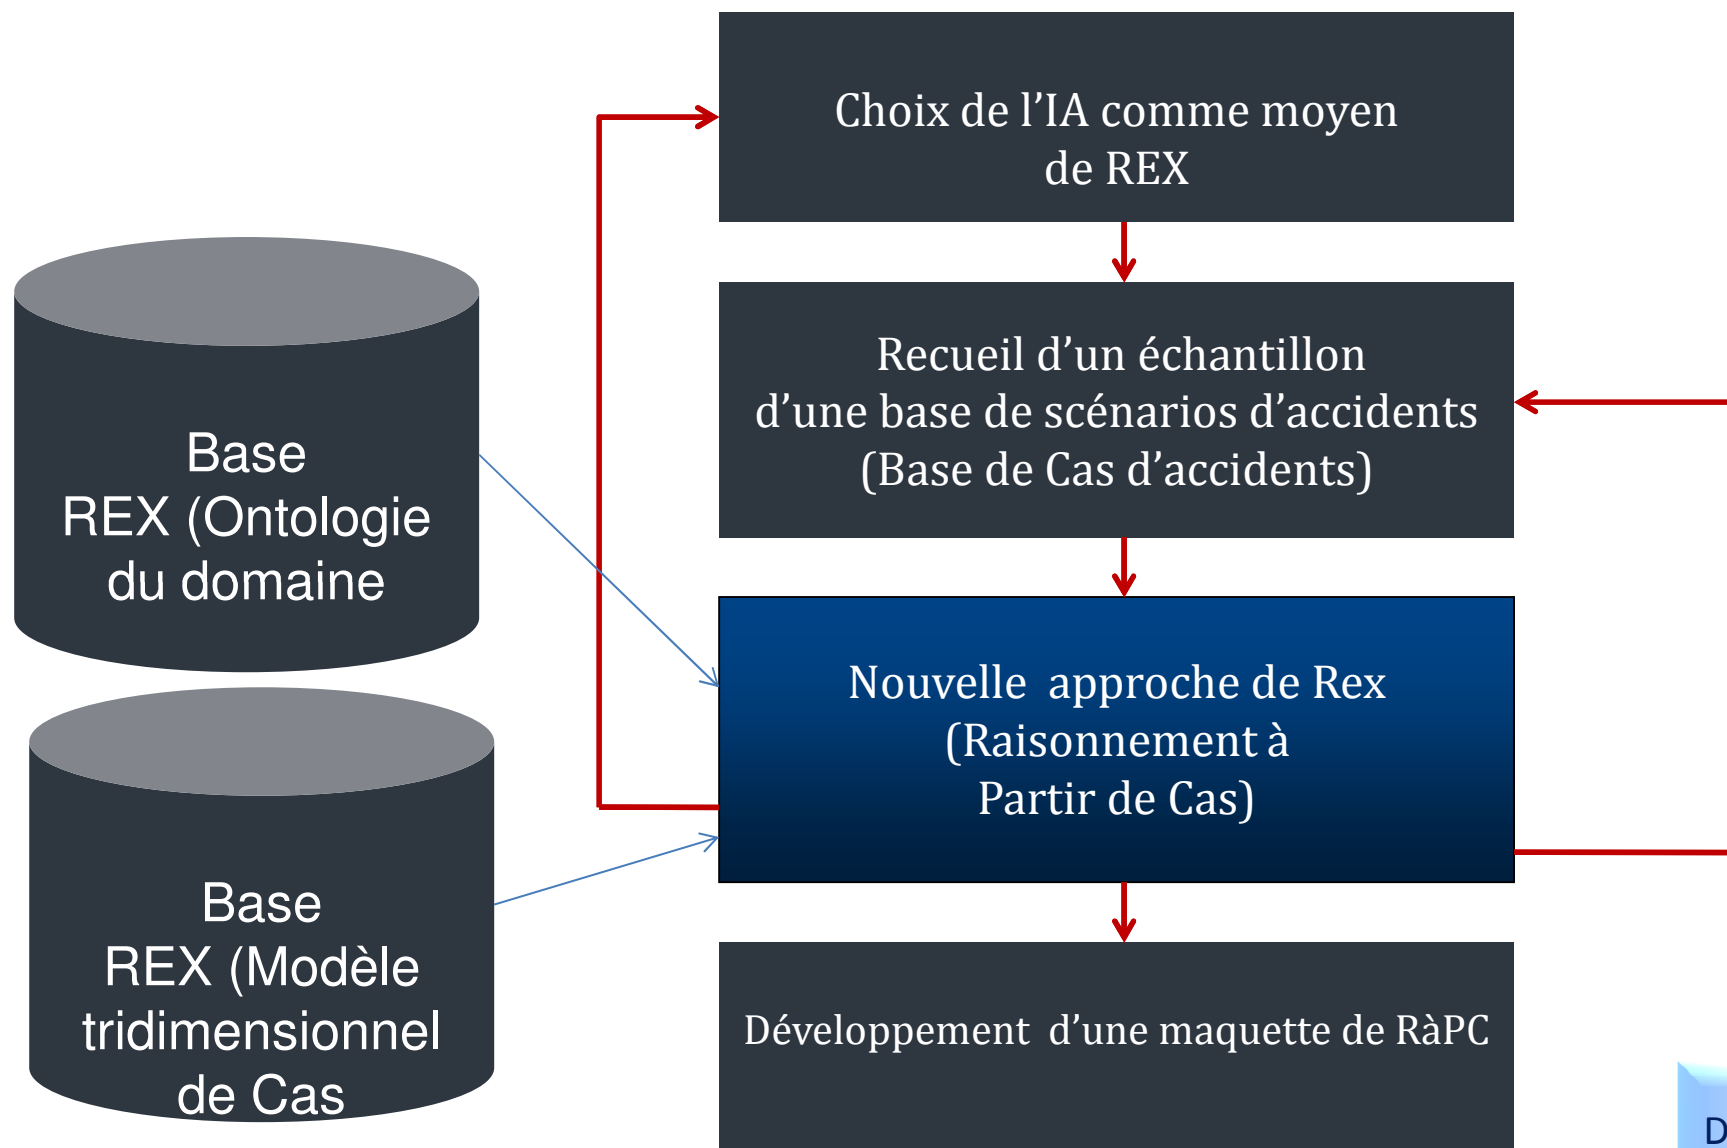 Choix de l’IA comme moyen
de REX
Recueil d’un échantillon
d’une base de scénarios d’accidents
(Base de Cas d’accidents)
Base
REX (Ontologie
du domaine
Nouvelle approche de Rex
(Raisonnement à
Partir de Cas)
Base
REX (Modèle
tridimensionnel
de Cas
Développement d’une maquette de RàPC
D